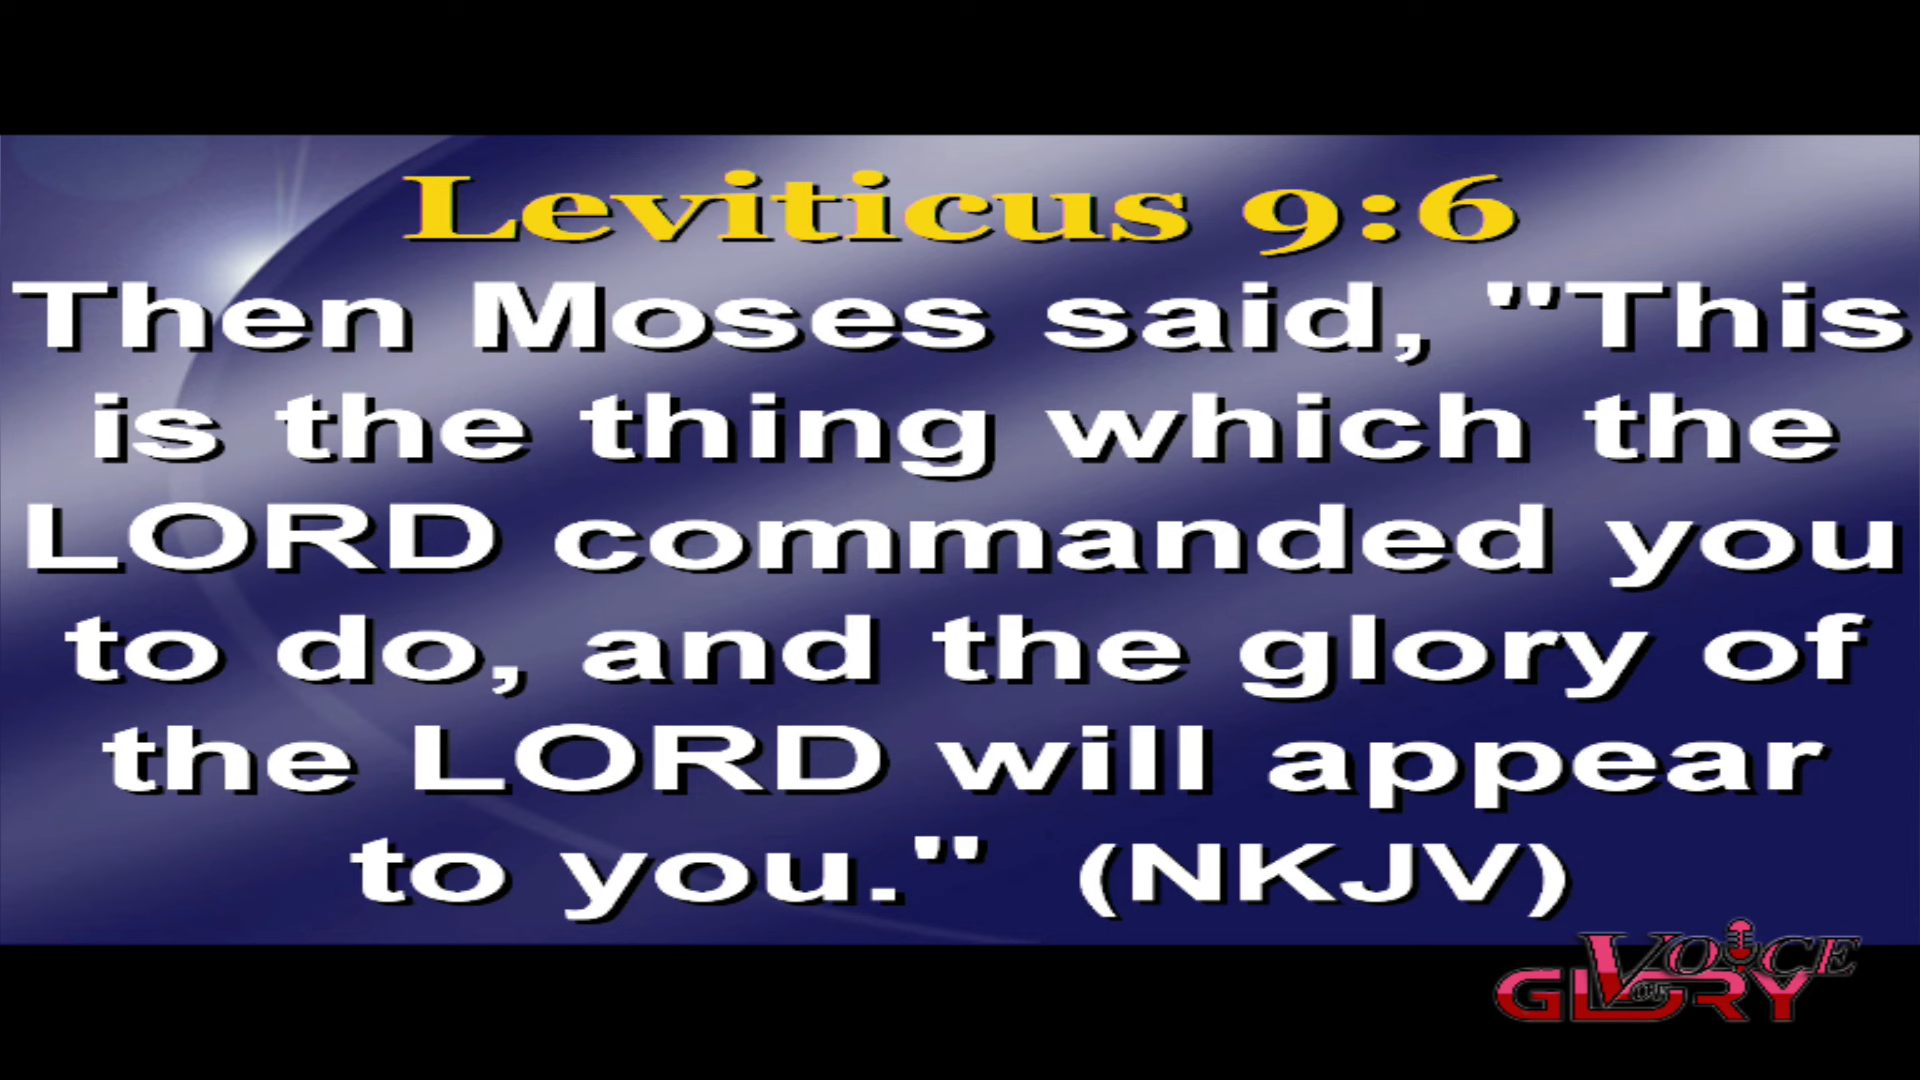 Leviticus 9:6
Then Moses said, "This
is the thing which the
LORD commanded you
to do, and the glory of
the LORD will appear
to you." (NKJV)
VOICE
OF
GLORY